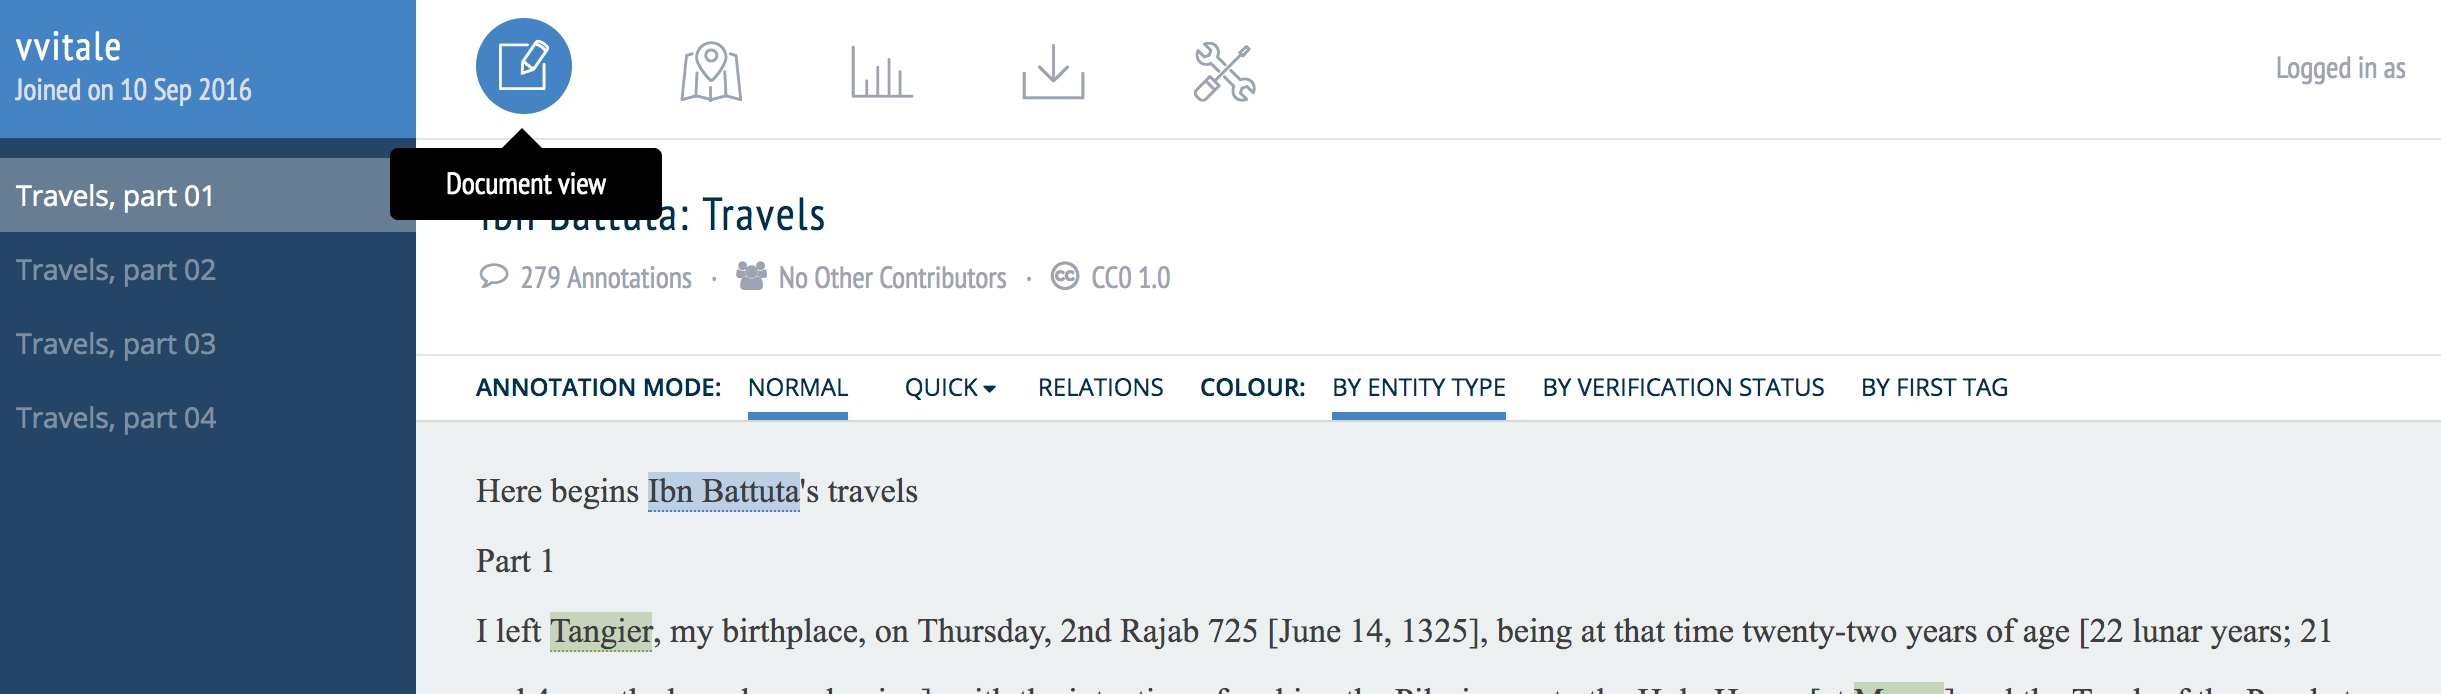 vvitale
Joined on 10 Sep 2016
Logged in as
Document view
Travels, part 01
Travels, part 02
Travels, part 03
Travels, part 04
Ibn Battuta: Travels
279 Annotations · No Other Contributors · CC0 1.0
ANNOTATION MODE: NORMAL QUICK RELATIONS COLOUR: BY ENTITY TYPE BY VERIFICATION STATUS BY FIRST TAG
Here begins Ibn Battuta's travels
Part 1
I left Tangier, my birthplace, on Thursday, 2nd Rajab 725 [June 14, 1325], being at that time twenty-two years of age [22 lunar years; 21